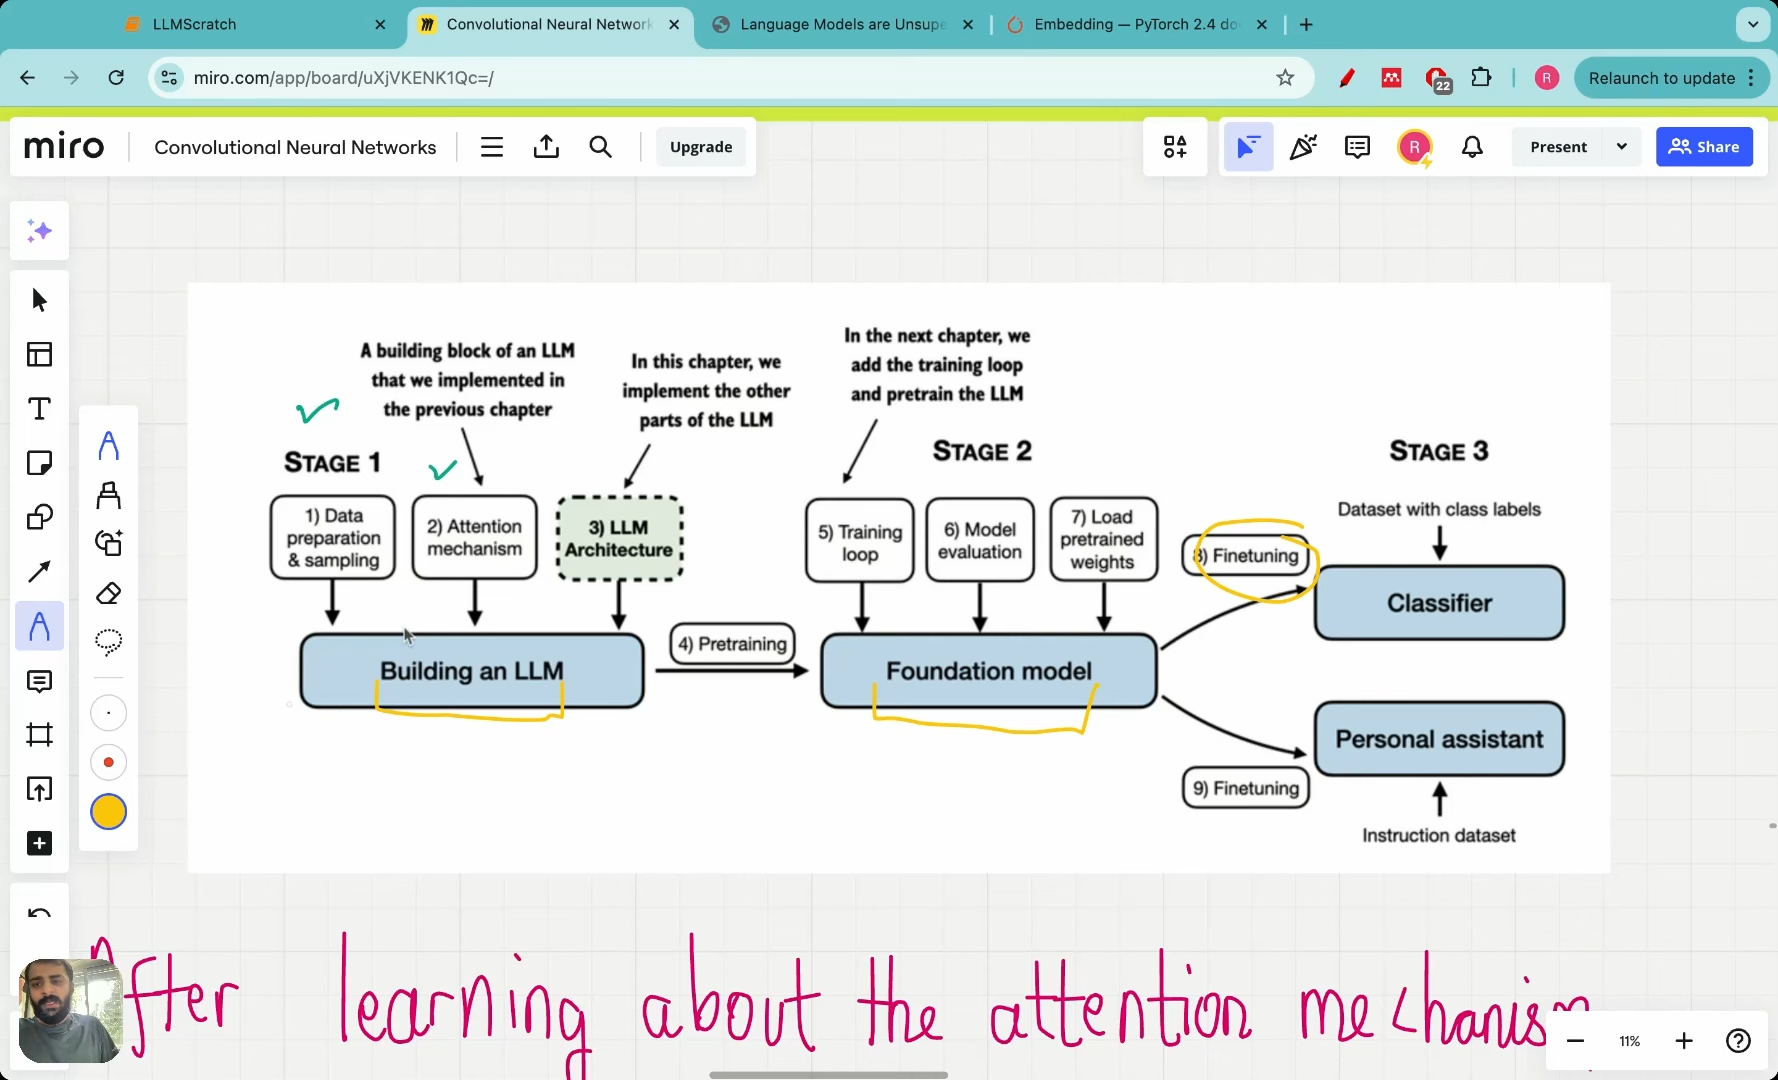 LLMScratch
Convolutional Neural Network
Language Models are Unsupe
Embedding — PyTorch 2.4 do
miro.com/app/board/uXjVKENK1Qc=/
22
R
Relaunch to update
miro
Convolutional Neural Networks
Upgrade
R
Present
Share
A building block of an LLM
that we implemented in
the previous chapter
In this chapter, we
implement the other
parts of the LLM
In the next chapter, we
add the training loop
and pretrain the LLM
STAGE 1
STAGE 2
STAGE 3
1) Data
preparation
& sampling
2) Attention
mechanism
3) LLM
Architecture
5) Training
loop
6) Model
evaluation
7) Load
pretrained
weights
8) Finetuning
Dataset with class labels
Classifier
Building an LLM
4) Pretraining
Foundation model
Personal assistant
9) Finetuning
Instruction dataset
After learning about the attention mechanism
11%